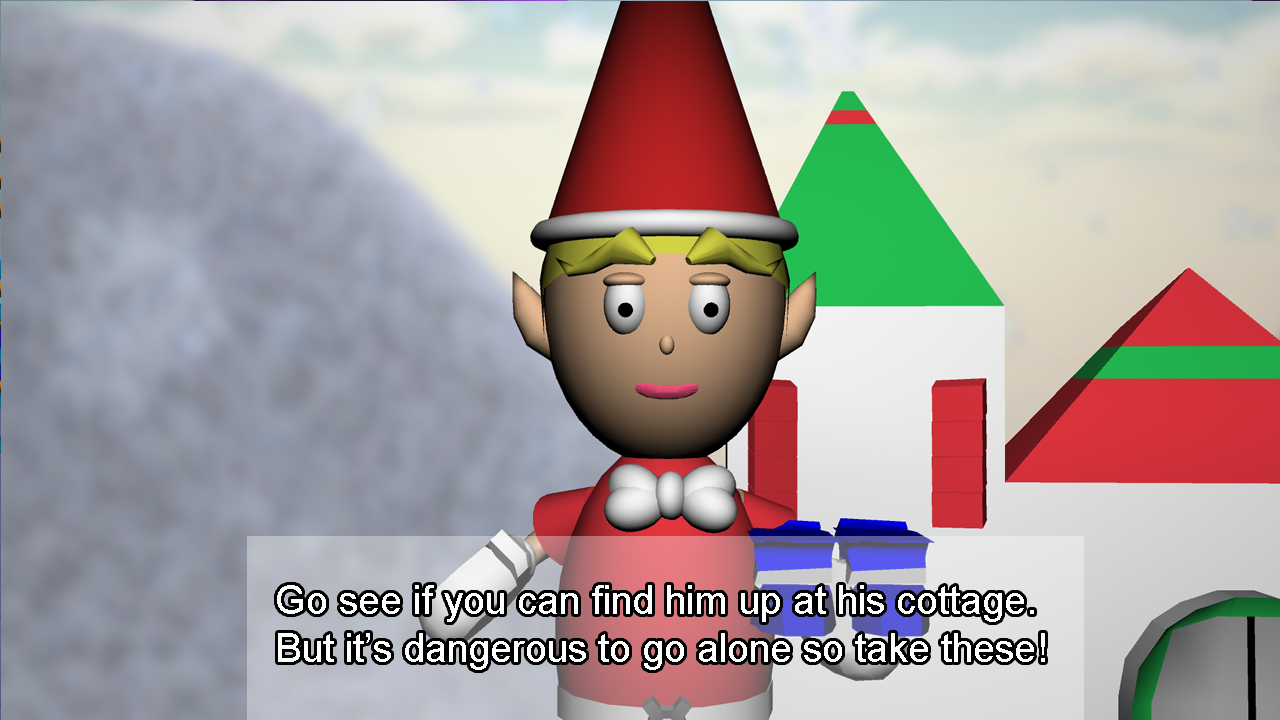 Go see if you can find him up at his cottage.
But it’s dangerous to go alone so take these!